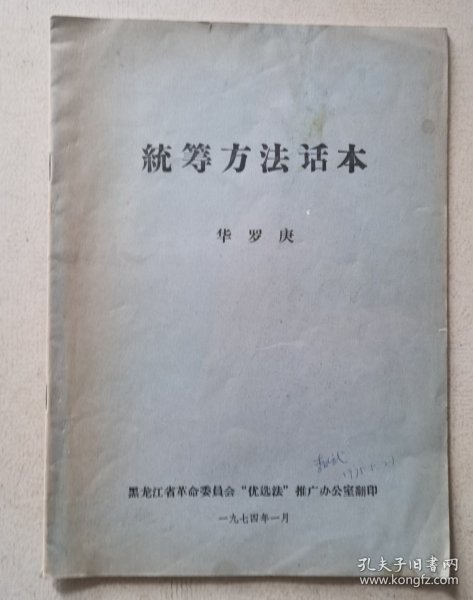 統筹方法话本
华罗庚
黑龙江省革命委員会“优选法”推广办公室翻印
一九七四年一月
孔夫子旧书网
www.kongfz.com